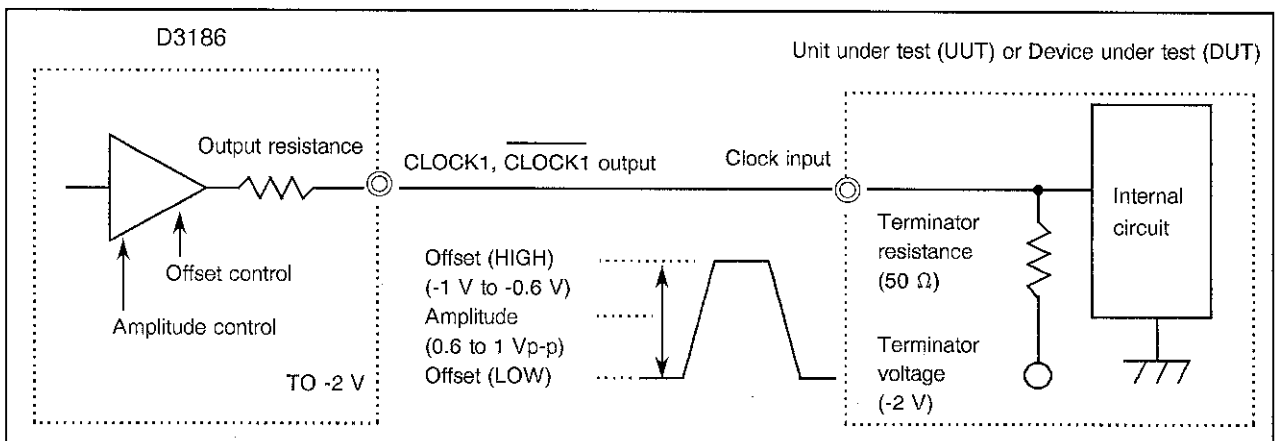 D3186
Unit under test (UUT) or Device under test (DUT)
Output resistance
CLOCK1, CLOCK1 output
Clock input
Offset control
Amplitude control
TO -2 V
Offset (HIGH)
(-1 V to -0.6 V)
Amplitude
(0.6 to 1 Vp-p)
Offset (LOW)
Terminator
resistance
(50 Ω)
Terminator
voltage
(-2 V)
Internal
circuit